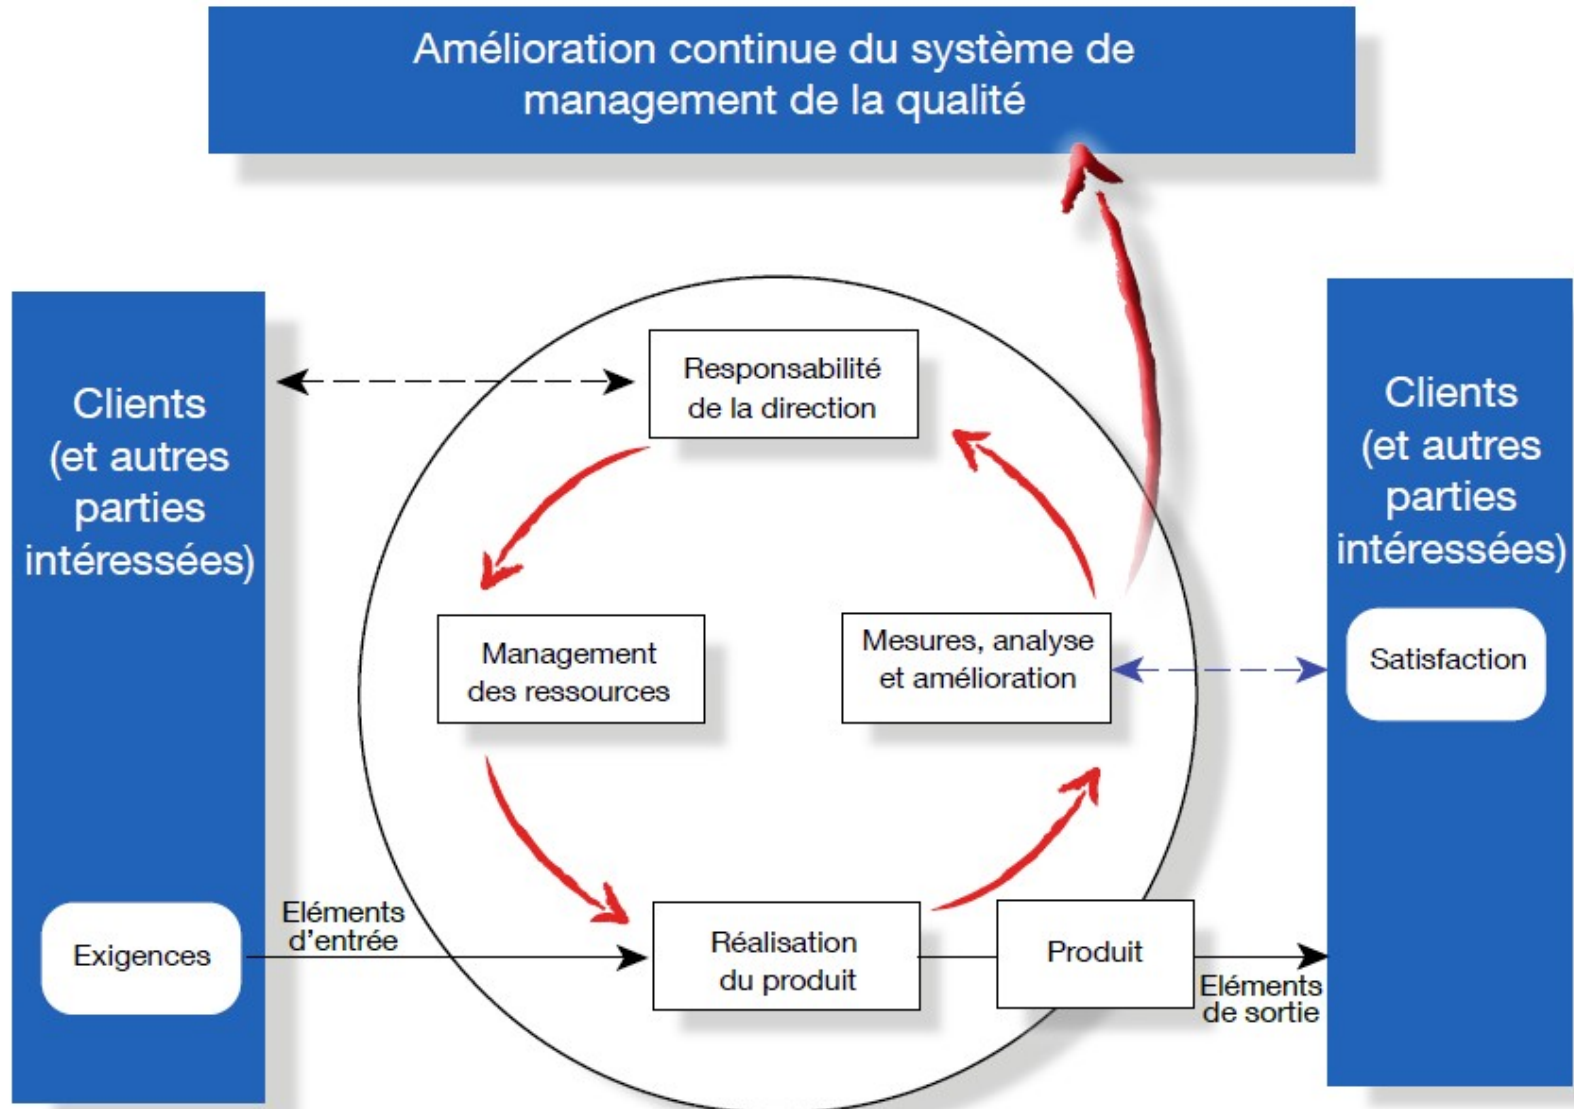 Amélioration continue du système de
management de la qualité
Clients
(et autres
parties
intéressées)
Responsabilité
de la direction
Clients
(et autres
parties
intéressées)
Management
des ressources
Mesures, analyse
et amélioration
Satisfaction
Exigences
Eléments
d'entrée
Réalisation
du produit
Produit
Eléments
de sortie